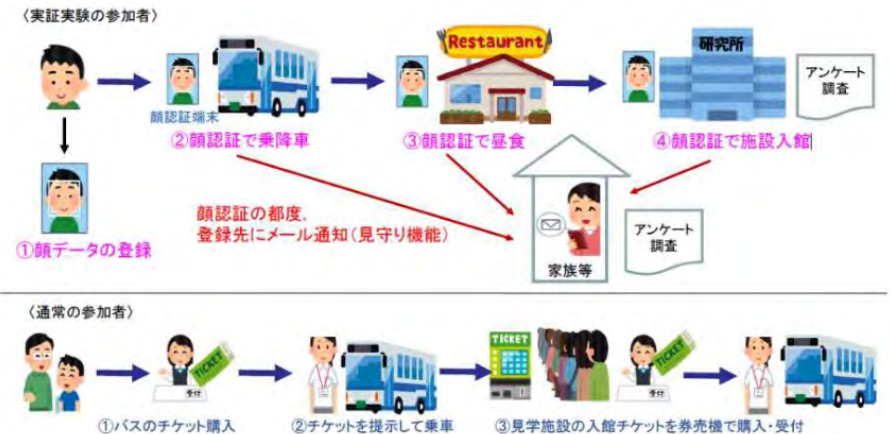 〈実証実験の参加者〉
Restaurant
研究所
アンケート
調査
顔認証端末
②顔認証で乗降車
③顔認証で昼食
④顔認証で施設入館
顔認証の都度,
登録先にメール通知(見守り機能)
①顔データの登録
家族等
アンケート
調査
〈通常の参加者〉
TICKET
受付
TICKET
TICKET
受付
①バスのチケット購入
②チケットを提示して乗車
③見学施設の入館チケットを券売機で購入・受付